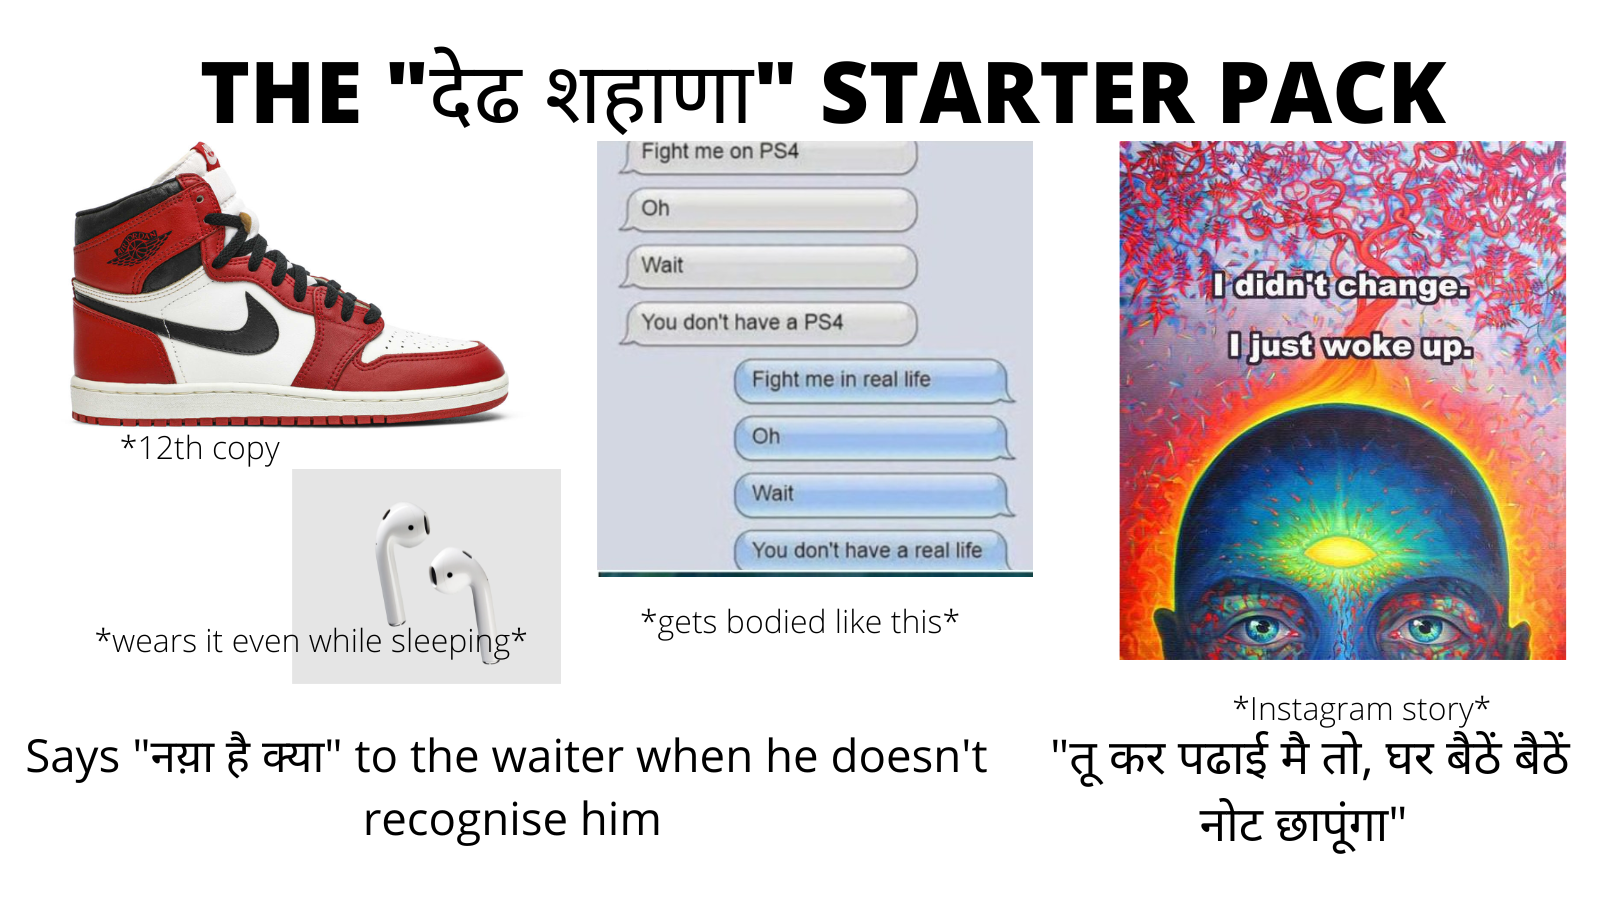 THE "देढ शहाणा" STARTER PACK
*12th copy
*wears it even while sleeping*
Fight me on PS4
Oh
Wait
You don't have a PS4
Fight me in real life
Oh
Wait
You don't have a real life
*gets bodied like this*
I didn't change.
I just woke up.
*Instagram story*
Says "नय़ा है क्या" to the waiter when he doesn't
recognise him
"तू कर पढाई मै तो, घर बैठें बैठें
नोट छापूंगा"